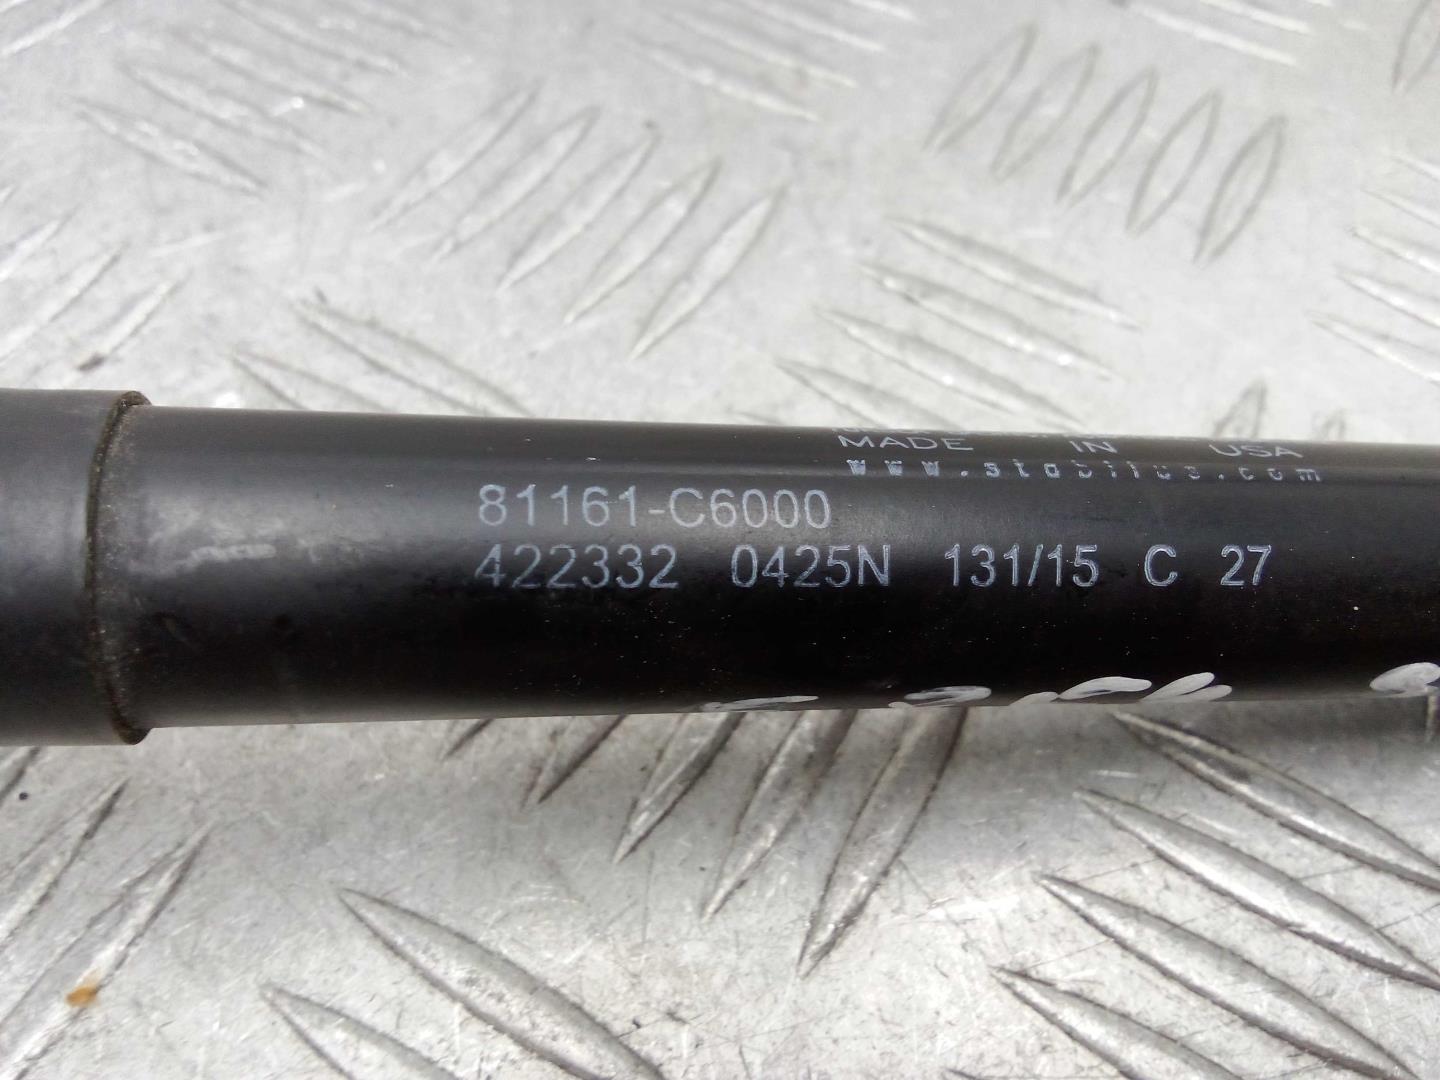 MADE IN USA
www.stabilus.com
81161-C6000
422332 0425N 131/15 C 27